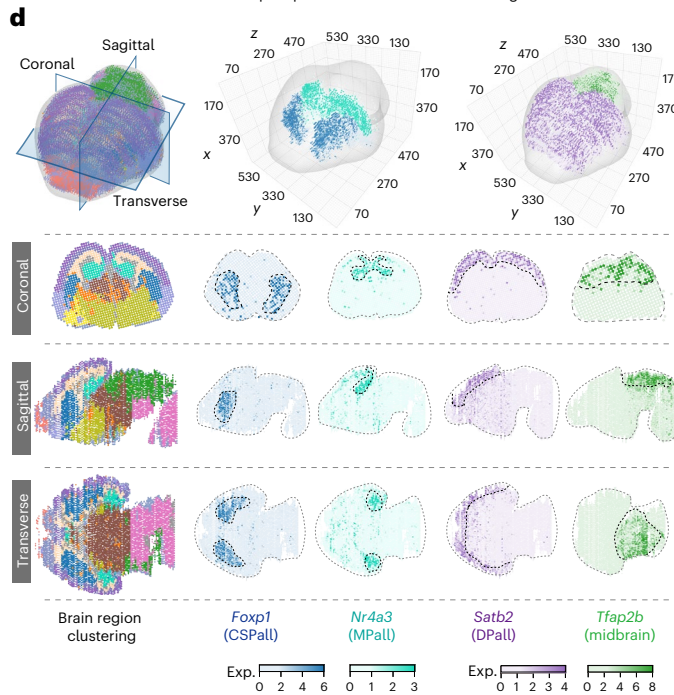 d
Sagittal
Coronal
Transverse
z
530 330 130
470
270
70
170
370
x
530
330
130
y
170
370
470
270
70
z
530 330 130
470
270
70
170
370
x
530
330
130
y
370
470
270
70
Coronal
Sagittal
Transverse
Brain region
clustering
Foxp1
(CSPall)
Nr4a3
(MPall)
Satb2
(DPall)
Tfap2b
(midbrain)
Exp.
0 2 4 6
0 1 2 3
Exp.
0 1 2 3 4
0 2 4 6 8